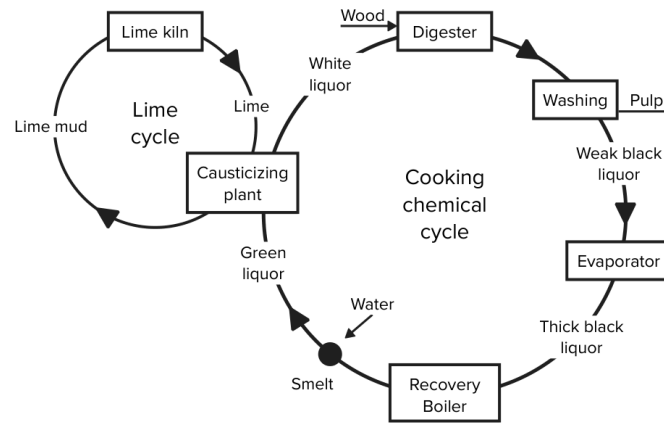 Wood
Lime kiln
Digester
White
liquor
Washing
Pulp
Lime
Lime mud
Lime
cycle
Weak black
liquor
Causticizing
plant
Cooking
chemical
cycle
Green
liquor
Evaporator
Water
Thick black
liquor
Smelt
Recovery
Boiler